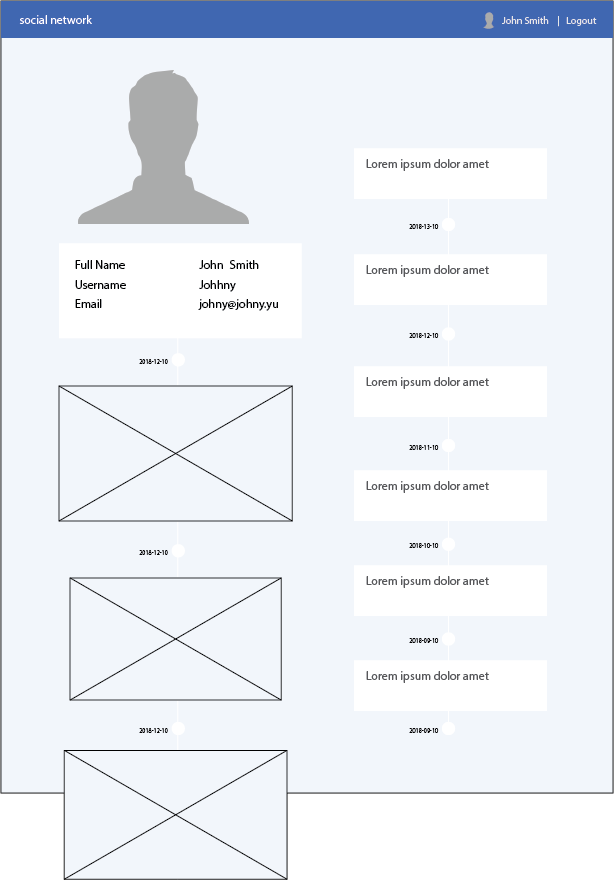 social network
John Smith | Logout
Full Name John Smith
Username Johhny
Email johny@johny.yu
2018-12-10
2018-12-10
2018-12-10
Lorem ipsum dolor amet
2018-13-10
Lorem ipsum dolor amet
2018-12-10
Lorem ipsum dolor amet
2018-11-10
Lorem ipsum dolor amet
2018-10-10
Lorem ipsum dolor amet
2018-09-10
Lorem ipsum dolor amet
2018-09-10